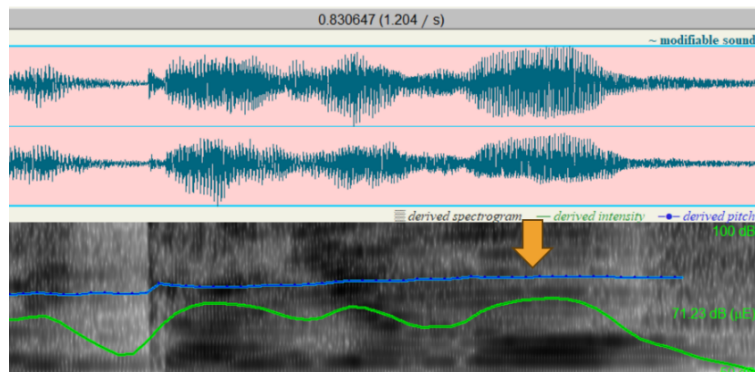 0.830647 (1.204 / s)
~ modifiable sound
derived spectrogram derived intensity derived pitch
100 dB
71.23 dB (µE)